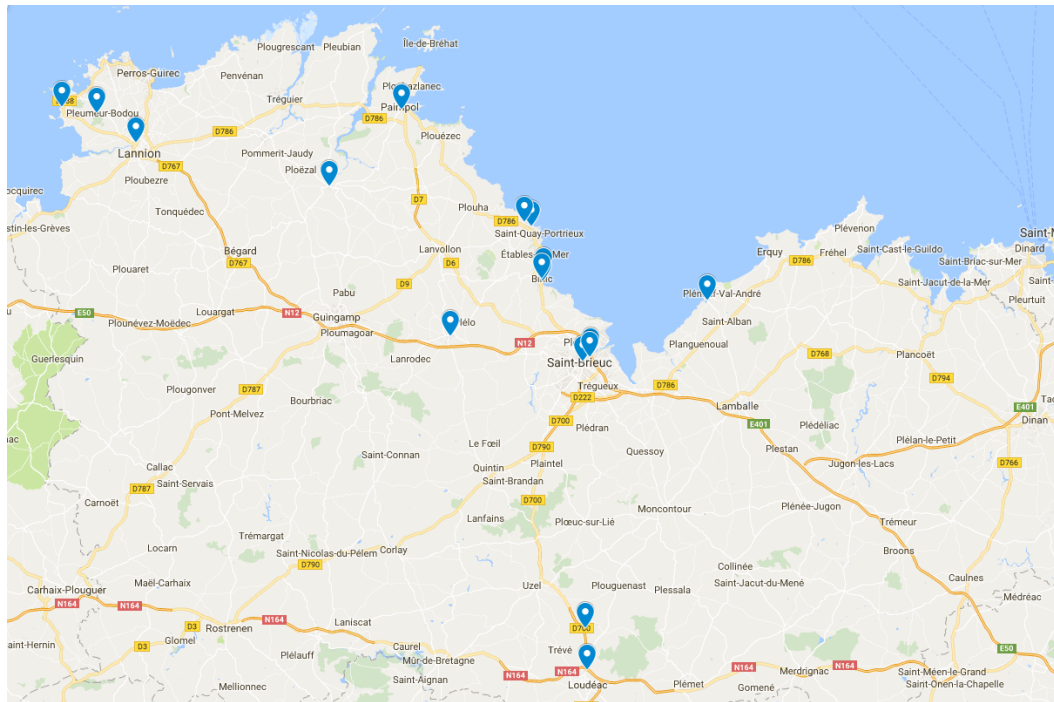 Plougrescant
Pleubian
Île-de-Bréhat
Perros-Guirec
Penvénan
Tréguier
Paimpol
D786
Pleumeur-Bodou
D786
Plouézec
Lannion
Pommerit-Jaudy
D767
Ploëzal
Ploubezre
D7
Plouha
Plévenon
Tonquédec
D786
Saint-Quay-Portrieux
Saint-M
Bégard
Lanvollon
Erquy
Fréhel
Saint-Cast-le-Guildo
Dinard
D767
D6
D786
Saint-Briac-sur-Mer
Plouaret
Binic
Saint-Jacut-de-la-Mer
D9
Pabu
Pleurtuit
E50
Louargat
N12
Guingamp
Saint-Alban
Plounévez-Moëdec
Ploumagoar
N12
Planguenoual
D768
Plancoët
Guerlesquin
Lanrodec
Saint-Brieuc
D794
Plougonver
D787
Trégueux
D786
Bourbriac
D222
Lamballe
E401
Pont-Melvez
D700
Plédran
E401
Plédéliac
Dinan
Le Fœil
D790
Quessoy
Plestan
Plélan-le-Petit
Saint-Connan
Callac
Quintin
Plaintel
Jugon-les-Lacs
D766
Saint-Servais
Saint-Brandan
D787
D700
Carnoët
Moncontour
Plénée-Jugon
Lanfains
Plœuc-sur-Lié
Trémeur
Trémargat
Locarn
Saint-Nicolas-du-Pélem
Corlay
Broons
D790
Collinée
Maël-Carhaix
Uzel
Plouguenast
Plessala
Saint-Jacut-du-Mené
Caulnes
Carhaix-Plouguer
Médréac
N164
N164
N164
D3
Rostrenen
Laniscat
Glomel
D3
Caurel
Trévé
E50
Plélauff
Mûr-de-Bretagne
Merdrignac
N164
Saint-Méen-le-Grand
N164
Saint-Aignan
Loudéac
Plémet
Gomené
Saint-Onen-la-Chapelle
Mellionnec